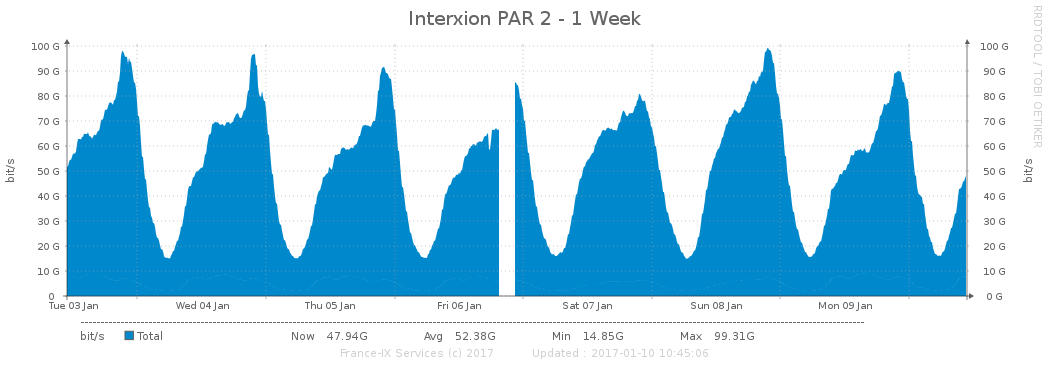 Interxion PAR 2 - 1 Week
RRDTOOL / TOBI OETIKER
100 G 100 G
90 G 90 G
80 G 80 G
70 G 70 G
60 G 60 G
50 G 50 G
40 G 40 G
30 G 30 G
20 G 20 G
10 G 10 G
0 0 G
bit/s bit/s
Tue 03 Jan Wed 04 Jan Thu 05 Jan Fri 06 Jan Sat 07 Jan Sun 08 Jan Mon 09 Jan
bit/s Total Now 47.94G Avg 52.38G Min 14.85G Max 99.31G
France-IX Services (c) 2017 Updated : 2017-01-10 10:45:06